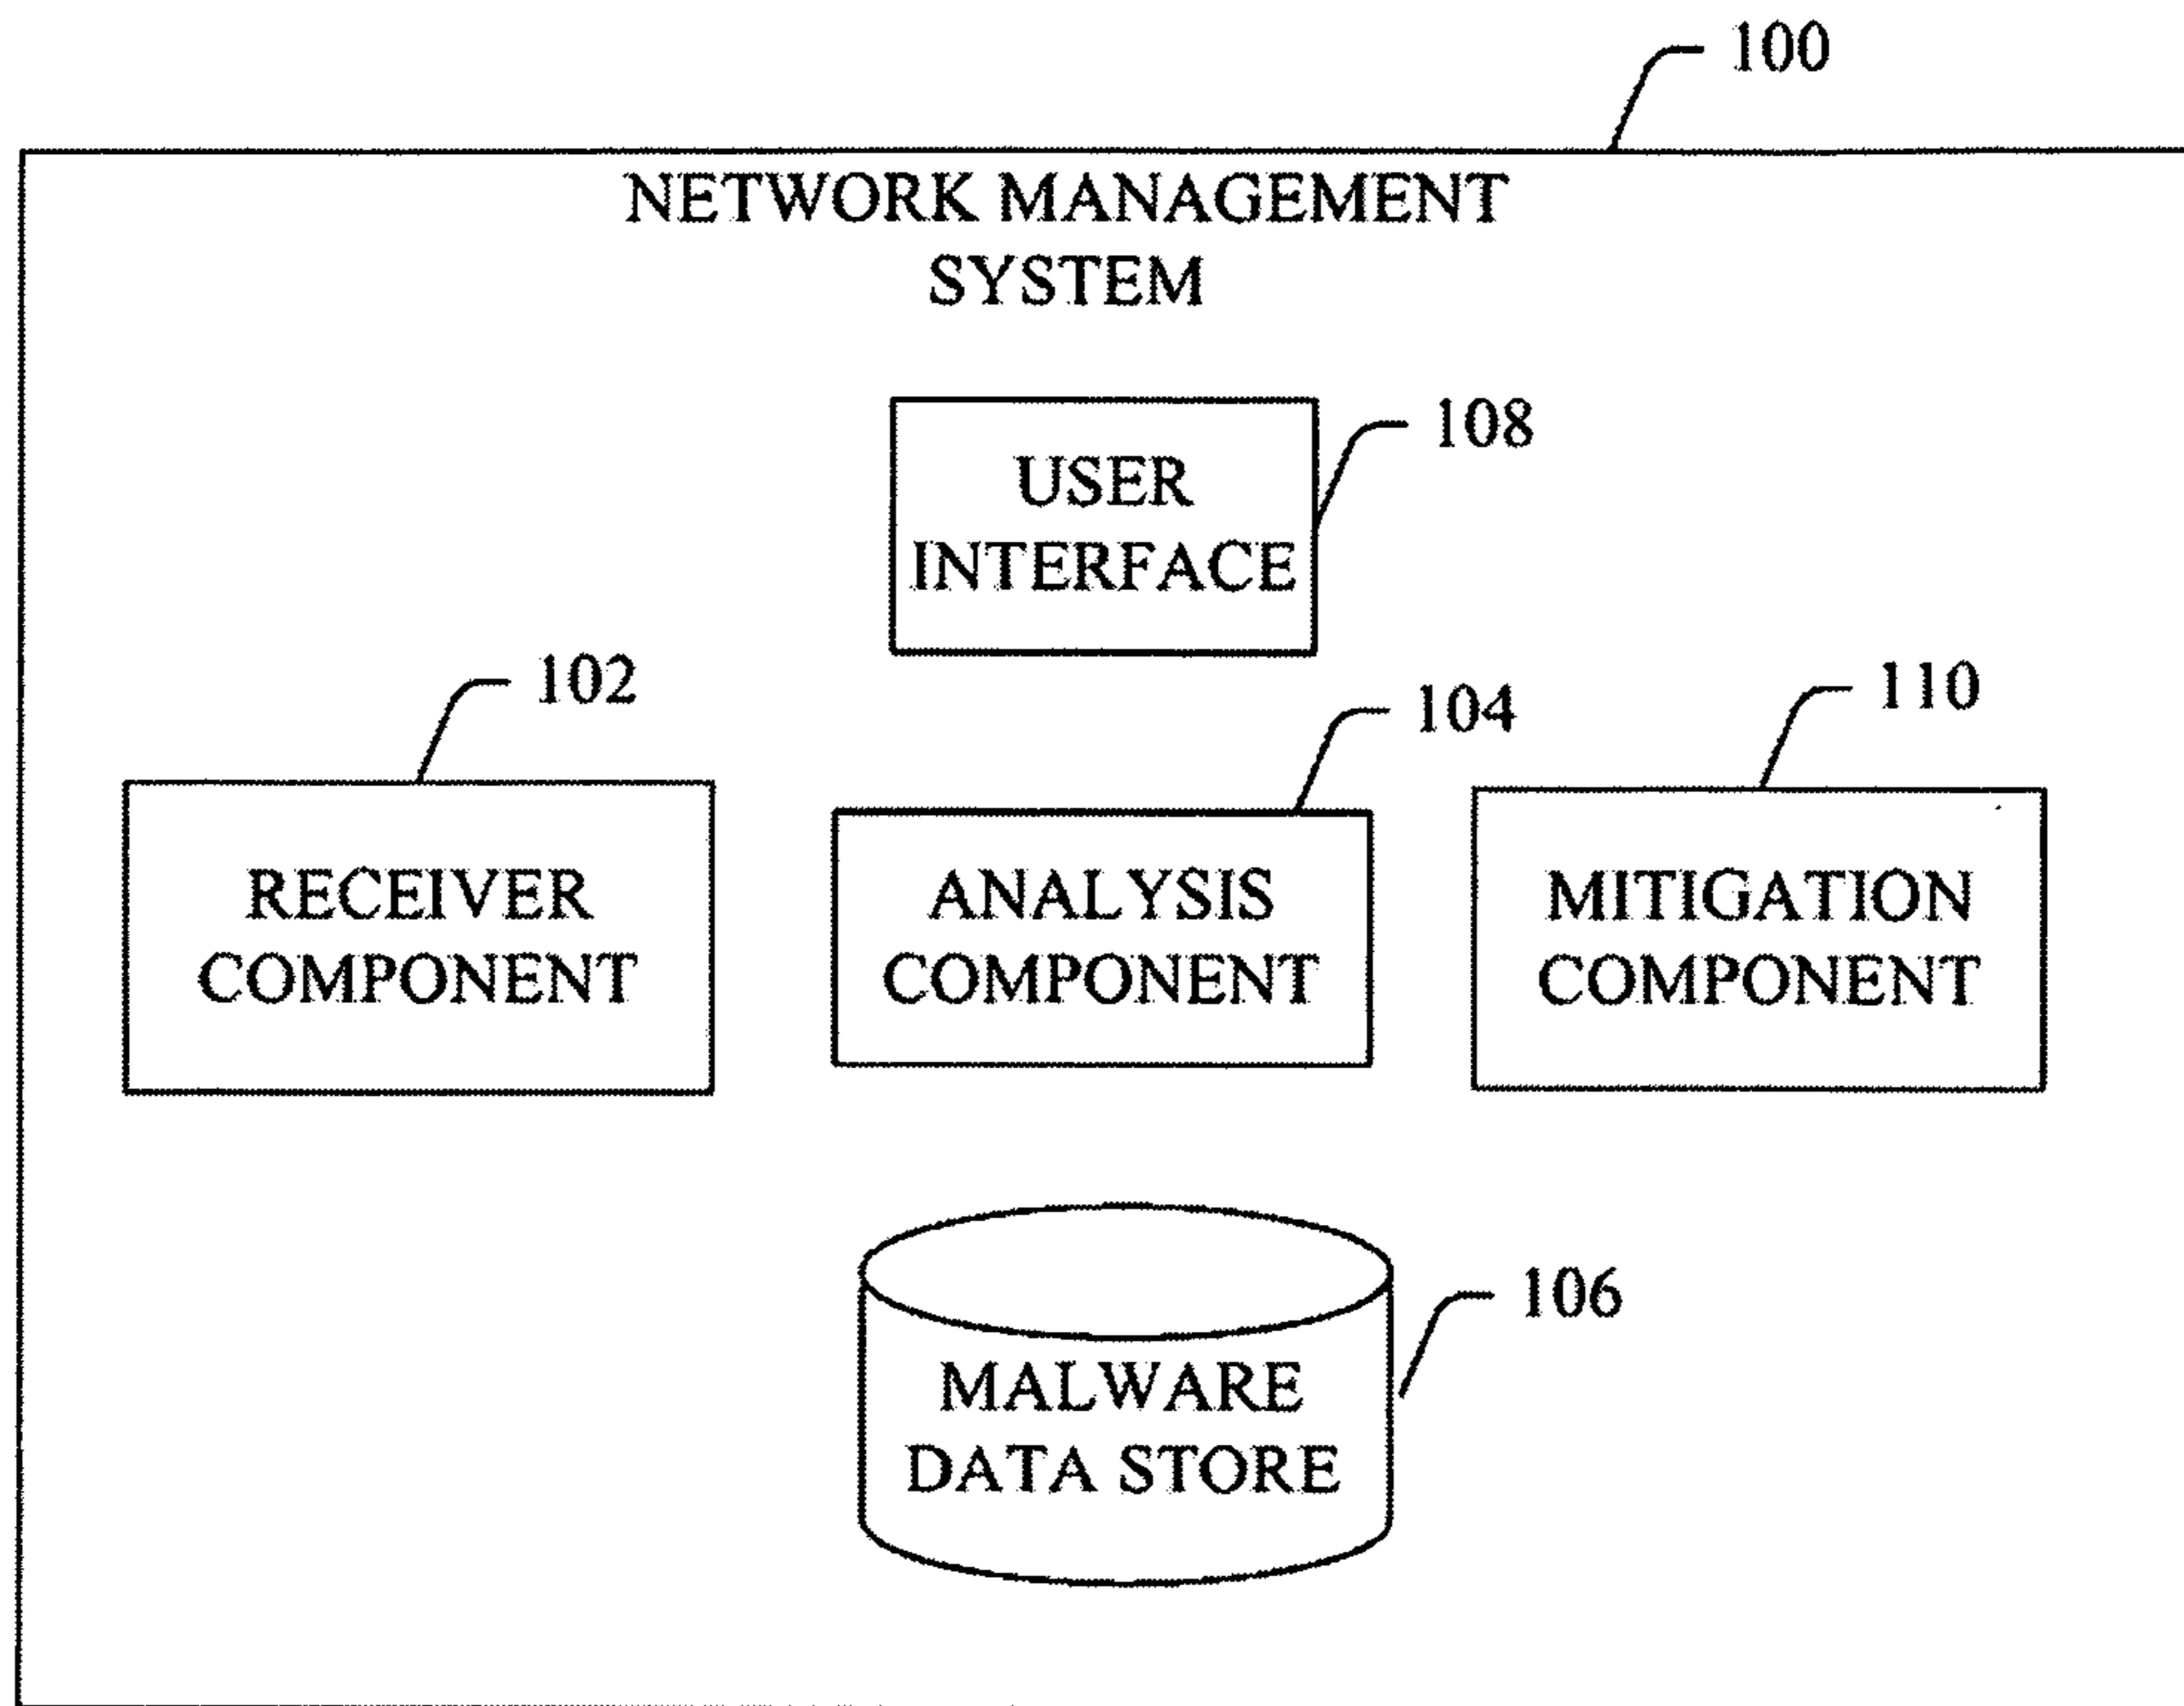 100
NETWORK MANAGEMENT
SYSTEM
108
USER
INTERFACE
102
104
110
RECEIVER
COMPONENT
ANALYSIS
COMPONENT
MITIGATION
COMPONENT
106
MALWARE
DATA STORE